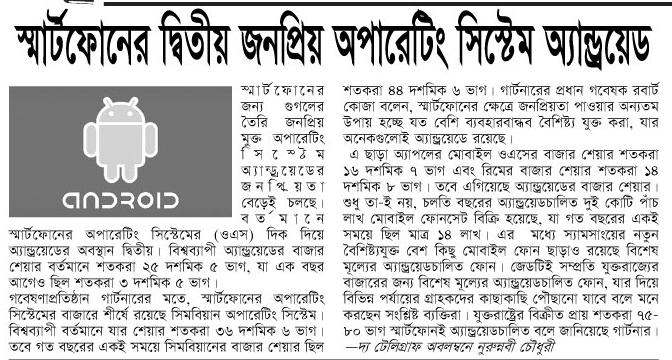 স্মার্টফোনের দ্বিতীয় জনপ্রিয় অপারেটিং সিস্টেম অ্যান্ড্রয়েড
স্মার্টফোনের
জন্য গুগলের
তৈরি জনপ্রিয়
মুক্ত অপারেটিং
সিস্টেম
অ্যান্ড্রয়েডের
জনপ্রিয়তা
বেড়েই চলছে।
বর্তমানে
ANDROID
স্মার্টফোনের অপারেটিং সিস্টেমের (ওএস) দিক দিয়ে
অ্যান্ড্রয়েডের অবস্থান দ্বিতীয়। বিশ্বব্যাপী অ্যান্ড্রয়েডের বাজার
শেয়ার বর্তমানে শতকরা ২৫ দশমিক ৫ ভাগ, যা এক বছর
আগেও ছিল শতকরা ৩ দশমিক ৫ ভাগ।
গবেষণাপ্রতিষ্ঠান গার্টনারের মতে, স্মার্টফোনের অপারেটিং
সিস্টেমের বাজারে শীর্ষে রয়েছে সিমবিয়ান অপারেটিং সিস্টেম।
বিশ্বব্যাপী বর্তমানে যার শেয়ার শতকরা ৩৬ দশমিক ৬ ভাগ।
তবে গত বছরের একই সময়ে সিমবিয়ানের বাজার শেয়ার ছিল
শতকরা ৪৪ দশমিক ৬ ভাগ। গার্টনারের প্রধান গবেষক রবার্ট
কোজা বলেন, স্মার্টফোনের ক্ষেত্রে জনপ্রিয়তা পাওয়ার অন্যতম
উপায় হচ্ছে যত বেশি ব্যবহারবান্ধব বৈশিষ্ট্য যুক্ত করা, যার
অনেকগুলোই অ্যান্ড্রয়েডে রয়েছে।
এ ছাড়া অ্যাপলের মোবাইল ওএসের বাজার শেয়ার শতকরা
১৬ দশমিক ৭ ভাগ এবং রিমের বাজার শেয়ার শতকরা ১৪
দশমিক ৮ ভাগ। তবে এগিয়েছে অ্যান্ড্রয়েডের বাজার শেয়ার।
শুধু তা-ই নয়, চলতি বছরের অ্যান্ড্রয়েডচালিত দুই কোটি পাঁচ
লাখ মোবাইল ফোনসেট বিক্রি হয়েছে, যা গত বছরের একই
সময়ে ছিল মাত্র ১৪ লাখ। এর মধ্যে স্যামসাংয়ের নতুন
বৈশিষ্ট্যযুক্ত বেশ কিছু মোবাইল ফোন ছাড়াও রয়েছে বিশেষ
মূল্যের অ্যান্ড্রয়েডচালিত ফোন। জেডটিই সম্প্রতি যুক্তরাজ্যের
বাজারের জন্য বিশেষ মূল্যের অ্যান্ড্রয়েডচালিত ফোন, যার দিয়ে
বিভিন্ন পর্যায়ের গ্রাহকদের কাছাকাছি পৌঁছানো যাবে বলে মনে
করছেন সংশ্লিষ্ট ব্যক্তিরা। যুক্তরাষ্ট্রের বিক্রীত প্রায় শতকরা ৭৫-
৮০ ভাগ স্মার্টফোনই অ্যান্ড্রয়েডচালিত বলে জানিয়েছে গার্টনার।
—দ্য টেলিগ্রাফ অবলম্বনে নুরুন্নবী চৌধুরী